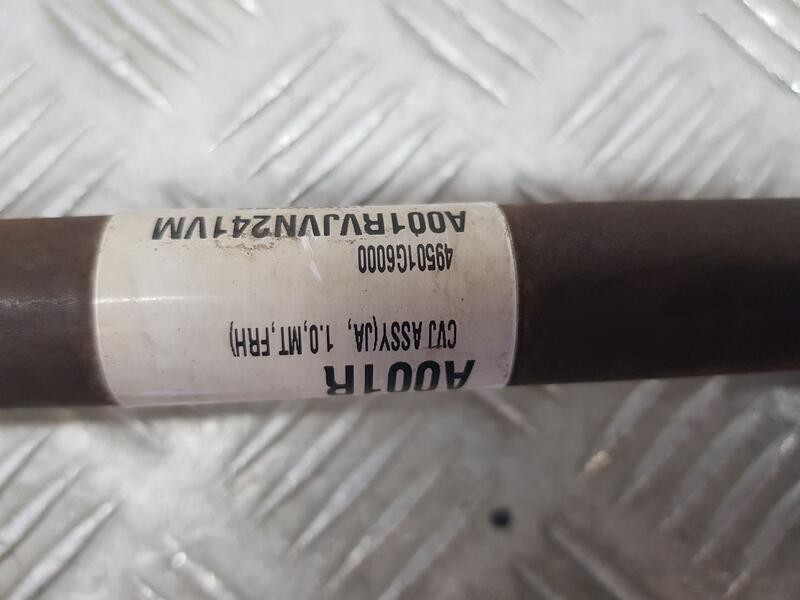 A001R
CVJ ASSY(JA, 1.0,MT,FRH)
49501G6000
A001RVJVN241VM